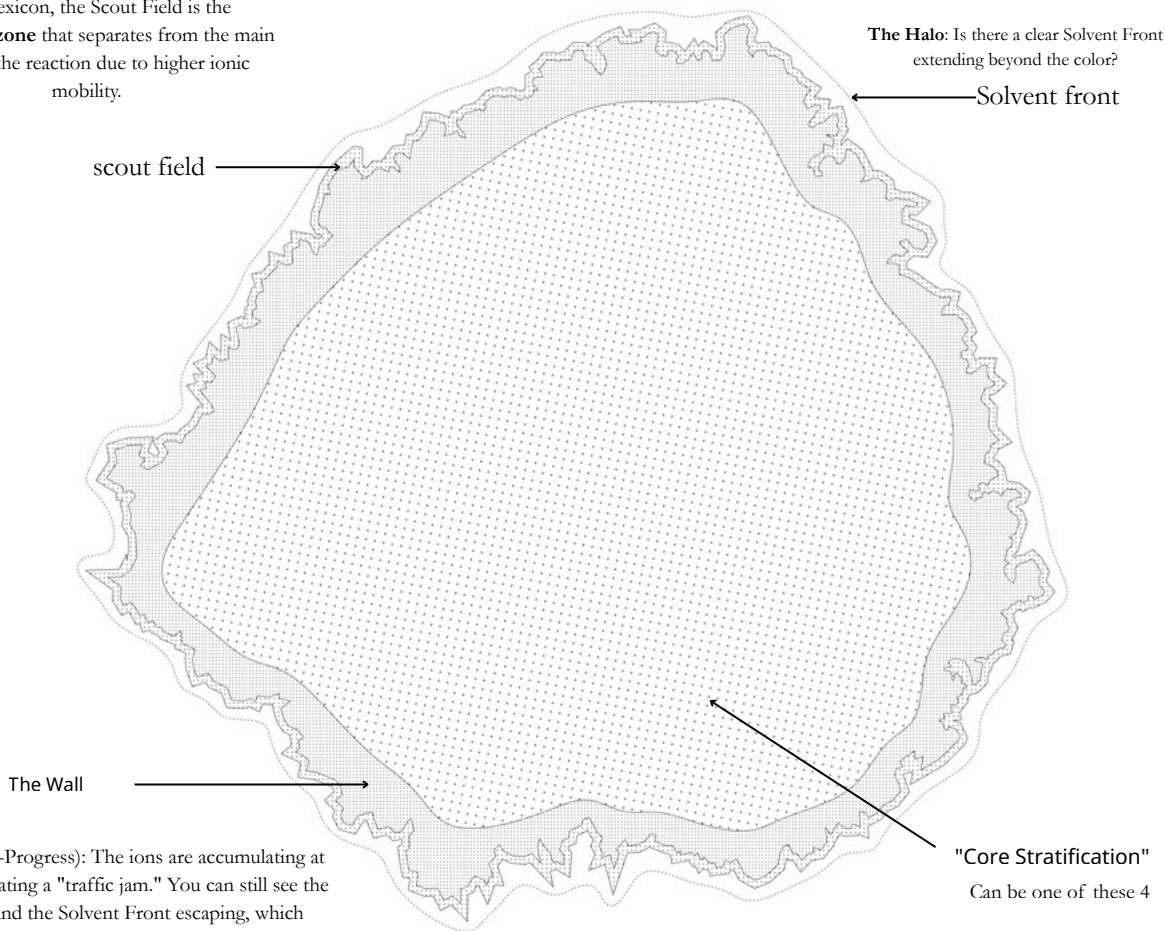 exicon, the Scout Field is the
zone that separates from the main
the reaction due to higher ionic
mobility.
The Halo: Is there a clear Solvent Front
extending beyond the color?
Solvent front
scout field
The Wall
-Progress): The ions are accumulating at
ating a "traffic jam." You can still see the
nd the Solvent Front escaping, which
"Core Stratification"
Can be one of these 4